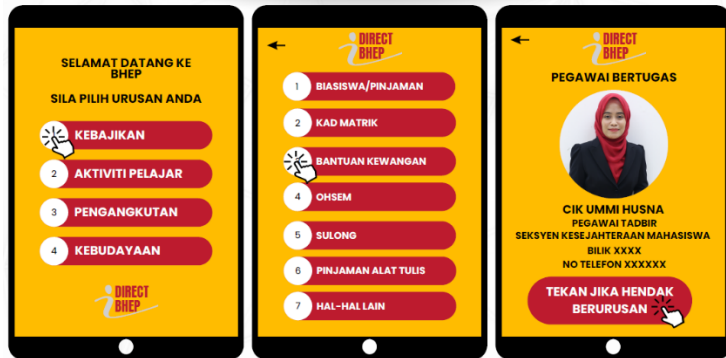 SELAMAT DATANG KE
BHEP
SILA PILIH URUSAN ANDA
KEBAJIKAN
2 AKTIVITI PELAJAR
3 PENGANGKUTAN
4 KEBUDAYAAN
iDIRECT
BHEP
iDIRECT
BHEP
1 BIASISWA/PINJAMAN
2 KAD MATRIK
BANTUAN KEWANGAN
4 OHSEM
5 SULONG
6 PINJAMAN ALAT TULIS
7 HAL-HAL LAIN
iDIRECT
BHEP
PEGAWAI BERTUGAS
CIK UMMI HUSNA
PEGAWAI TADBIR
SEKSYEN KESEJAHTERAAN MAHASISWA
BILIK XXXX
NO TELEFON XXXXXX
TEKAN JIKA HENDAK
BERURUSAN